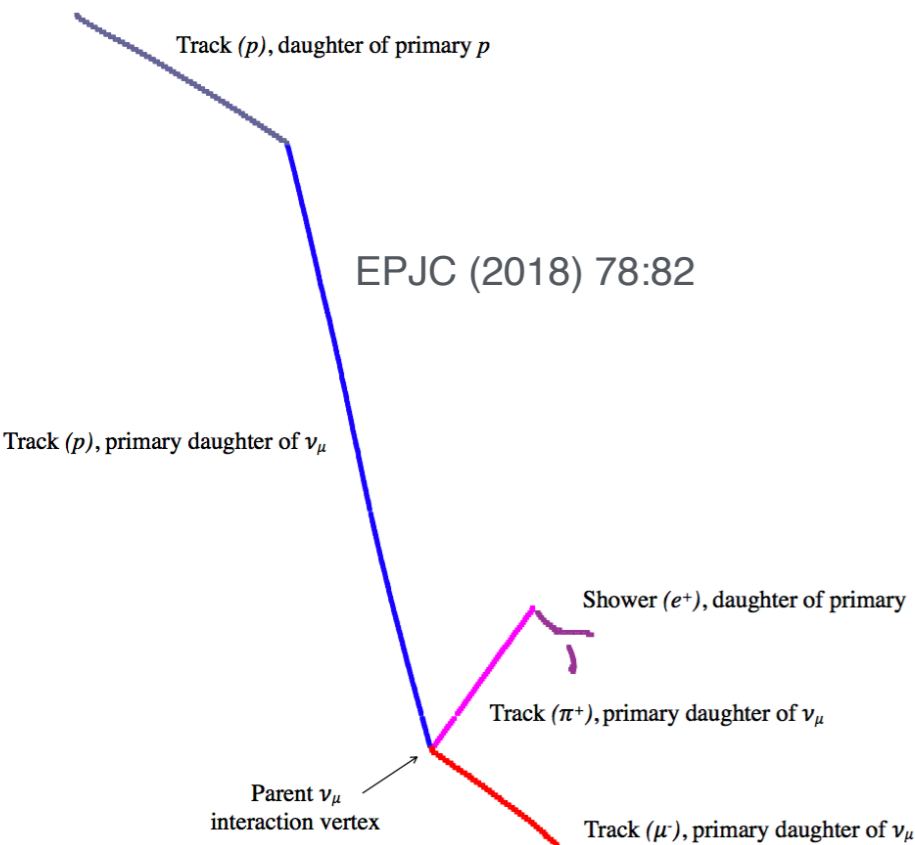 Track (p), daughter of primary p
EPJC (2018) 78:82
Track (p), primary daughter of νμ
Shower (e+), daughter of primary
Track (π+), primary daughter of νμ
Parent νμ
interaction vertex
Track (μ-), primary daughter of νμ